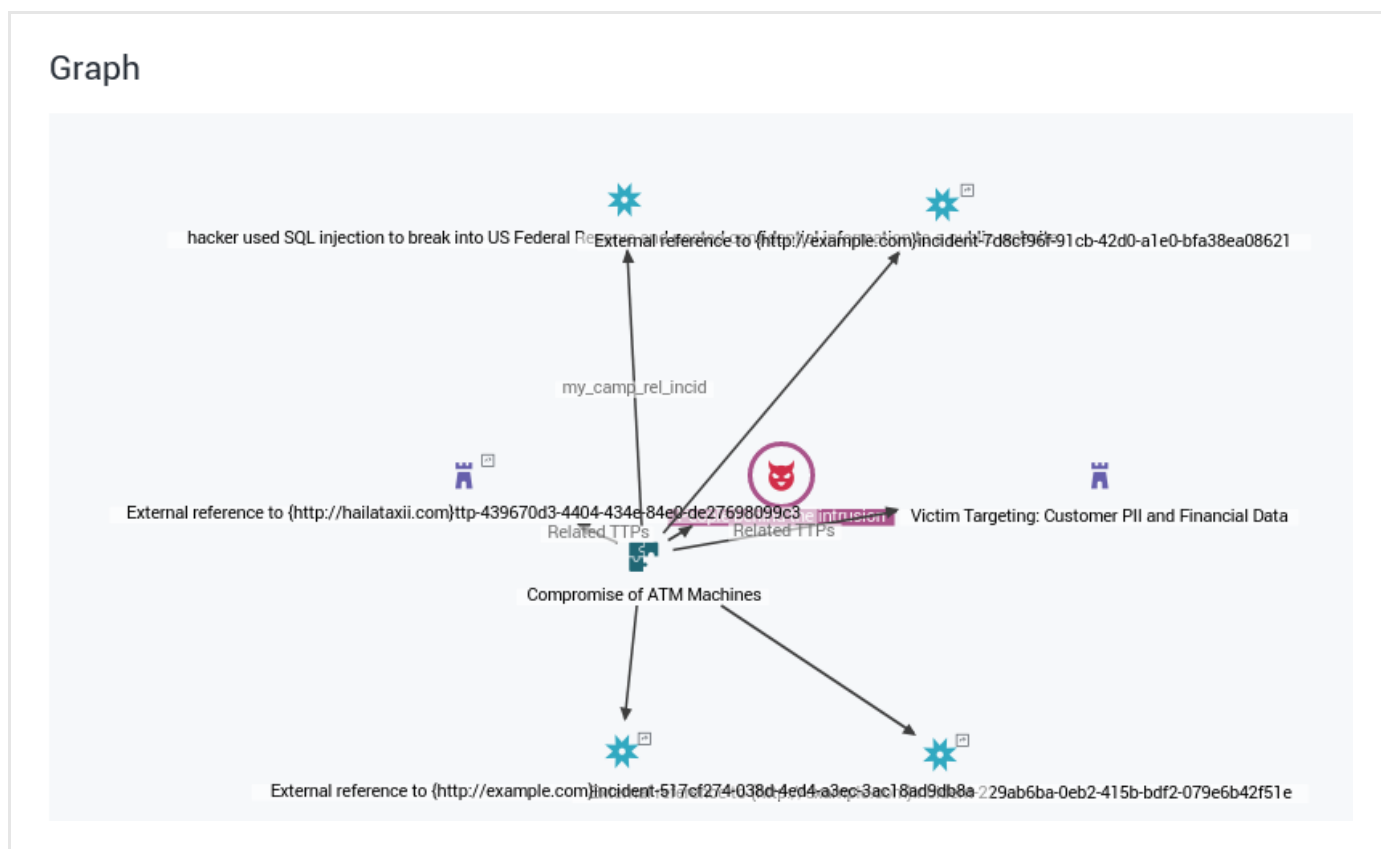 Graph
hacker used SQL injection to break into US Federal
External reference to {http://example.com}incident-7d8cf96f-91cb-42d0-a1e0-bfa38ea08621
my_camp_rel_incid
External reference to {http://hailataxii.com}ttp-439670d3-4404-434e-84e0-de27698099c3
intrusion
Victim Targeting: Customer PII and Financial Data
Related TTPs
Related TTPs
Compromise of ATM Machines
External reference to {http://example.com}incident-517cf274-038d-4ed4-a3ec-3ac18ad9db8a
29ab6ba-0eb2-415b-bdf2-079e6b42f51e